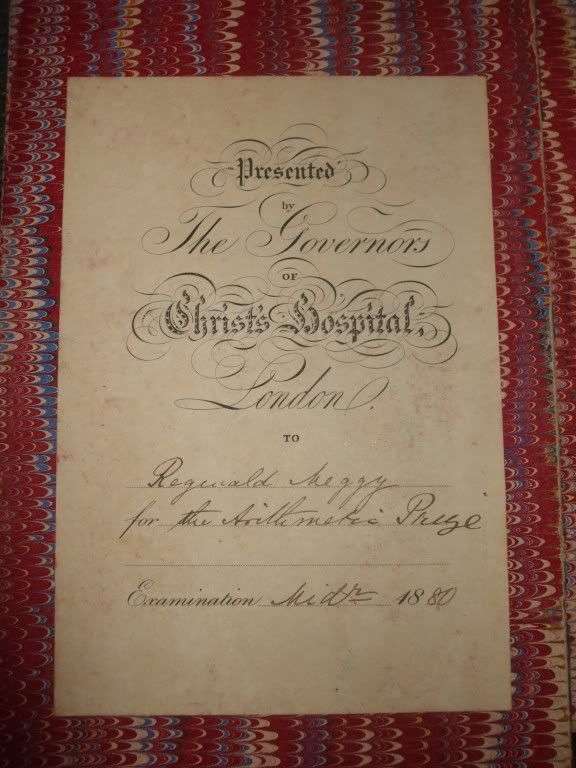 Presented
by
The Governors
OF
Christ's Hospital,
London.
TO
Reginald Meggy
for the Arithmetic Prize
Examination Midr 1880